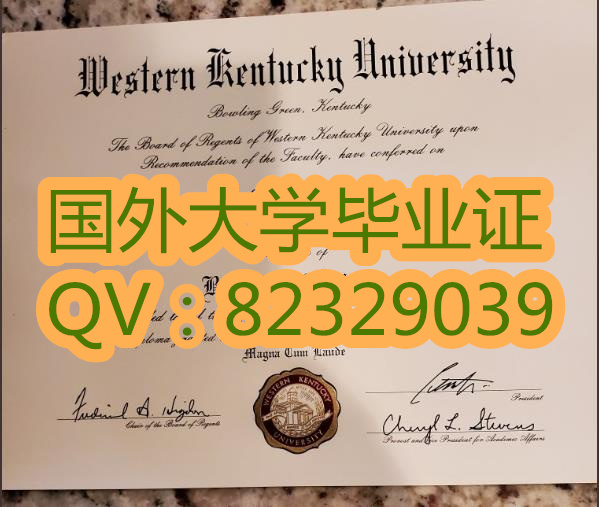 Western Kentucky University
Bowling Green, Kentucky
The Board of Regents of Western Kentucky University upon
Recommendation of the Faculty, have conferred on
国外大学毕业证
of
QV：82329039
Magna Cum Laude
Chair of the Board of Regents
WESTERN KENTUCKY
UNIVERSITY
President
Cheryl L. Stevens
Provost and Vice President for Academic Affairs